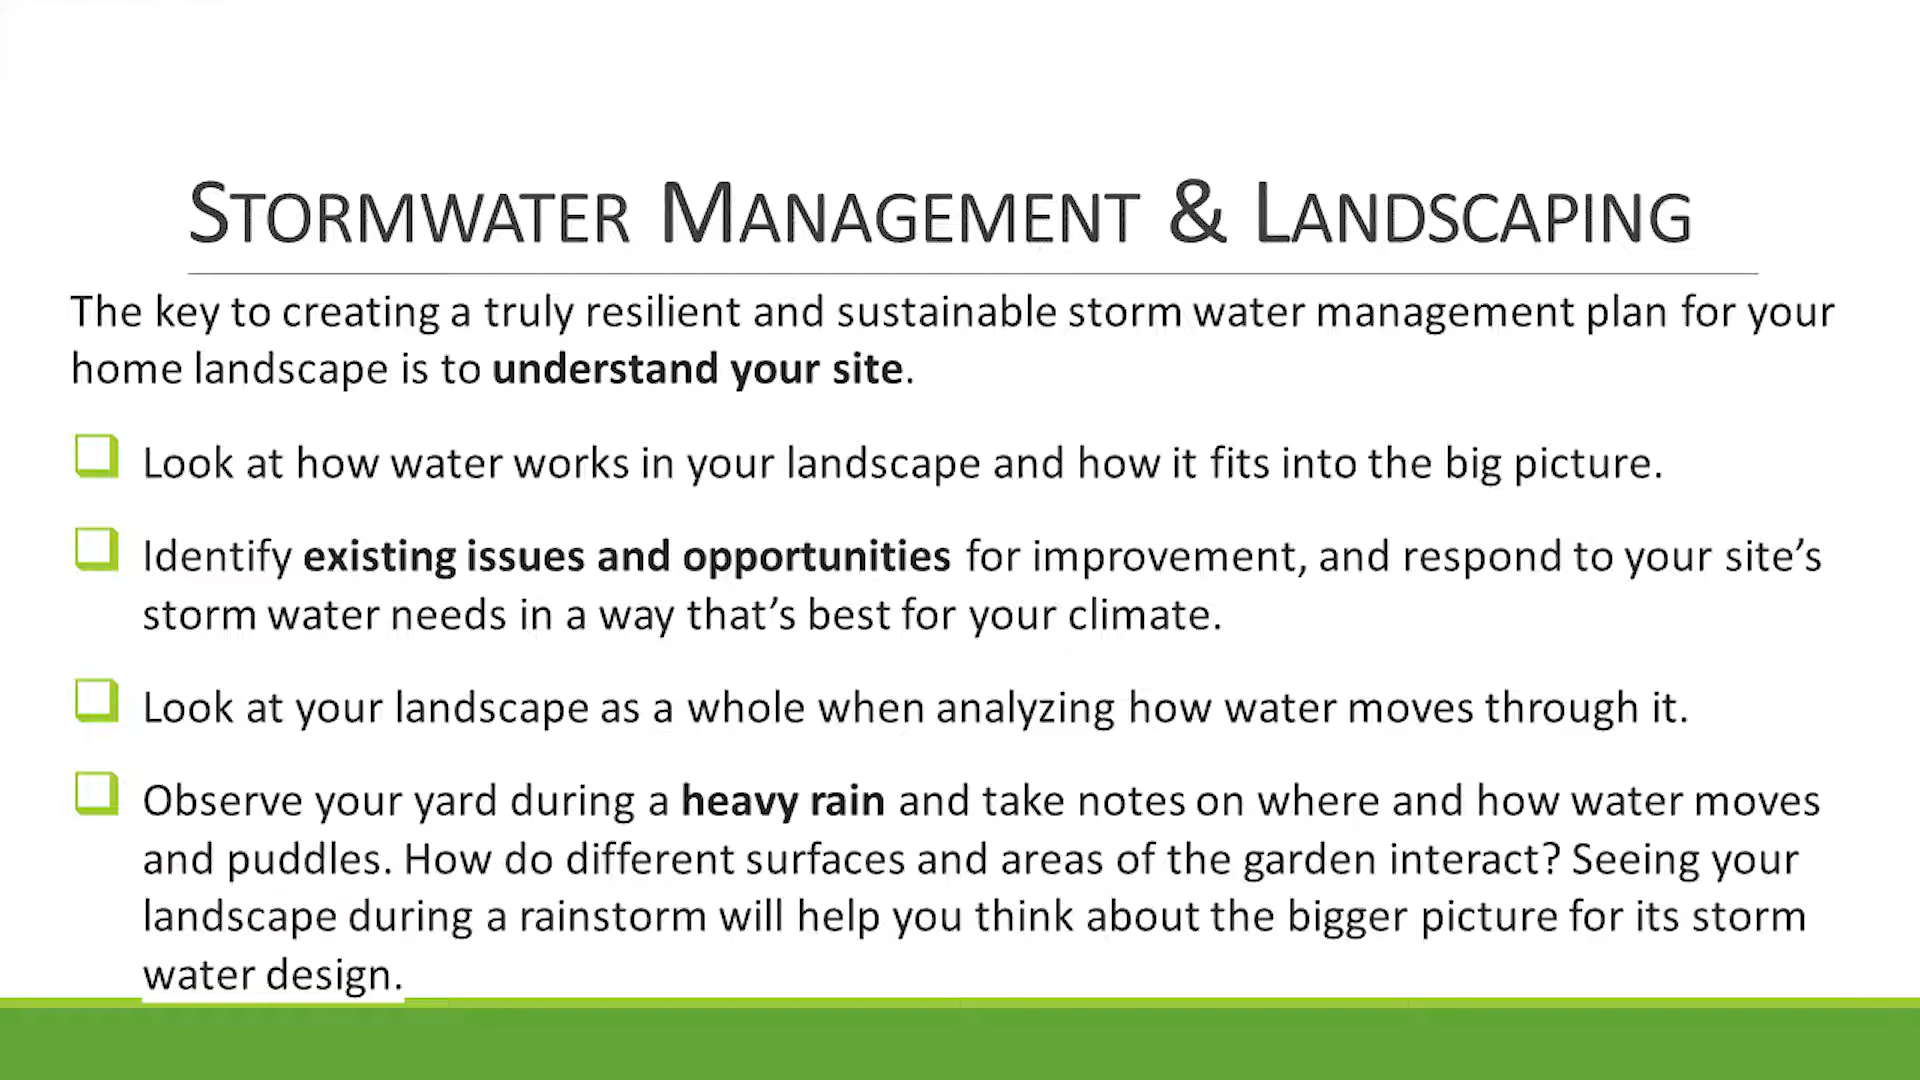 STORMWATER MANAGEMENT & LANDSCAPING
The key to creating a truly resilient and sustainable storm water management plan for your
home landscape is to understand your site.
Look at how water works in your landscape and how it fits into the big picture.
Identify existing issues and opportunities for improvement, and respond to your site’s
storm water needs in a way that’s best for your climate.
Look at your landscape as a whole when analyzing how water moves through it.
Observe your yard during a heavy rain and take notes on where and how water moves
and puddles. How do different surfaces and areas of the garden interact? Seeing your
landscape during a rainstorm will help you think about the bigger picture for its storm
water design.